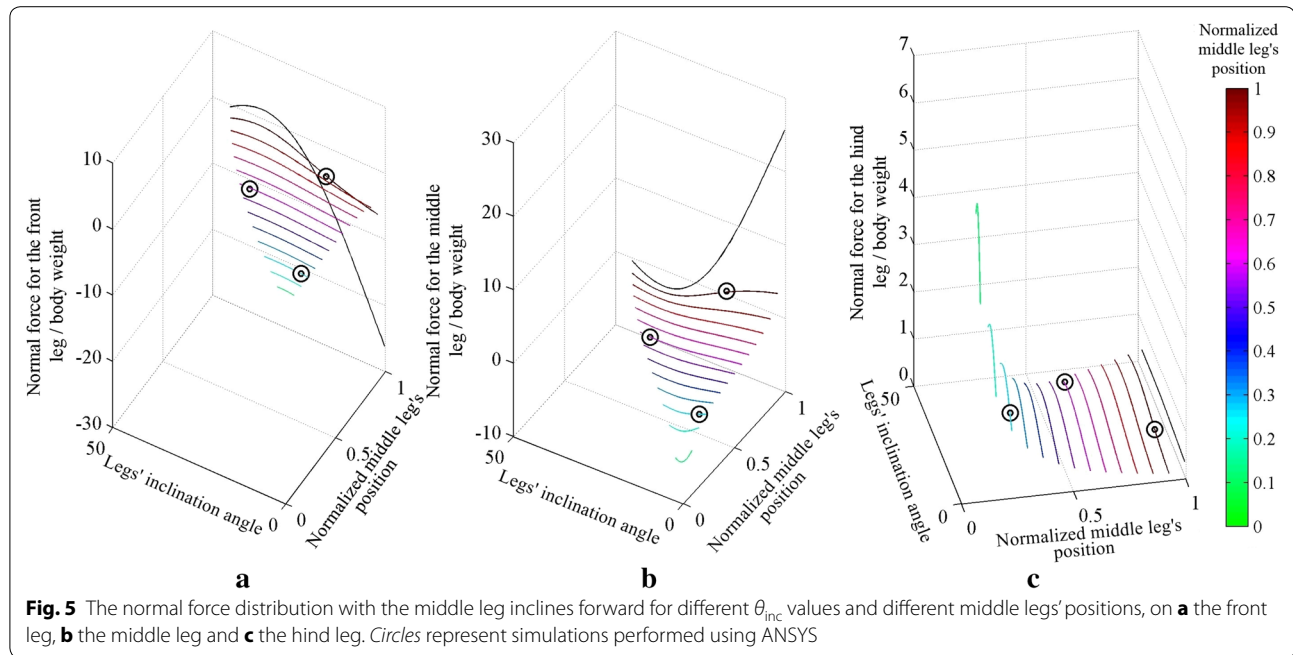 10
0
-10
-20
-30
Normal force for the front
leg / body weight
50
Legs' inclination angle
0
0
0.5
1
Normalized middle leg's
position
a
30
20
10
0
-10
Normal force for the middle
leg / body weight
50
Legs' inclination angle
0
0
0.5
1
Normalized middle leg's
position
b
7
6
5
4
3
2
1
0
Normal force for the hind
leg / body weight
50
Legs' inclination angle
0
0
0.5
1
Normalized middle leg's
position
c
Normalized
middle leg's
position
1
0.9
0.8
0.7
0.6
0.5
0.4
0.3
0.2
0.1
0
Fig. 5 The normal force distribution with the middle leg inclines forward for different θinc values and different middle legs' positions, on a the front
leg, b the middle leg and c the hind leg. Circles represent simulations performed using ANSYS